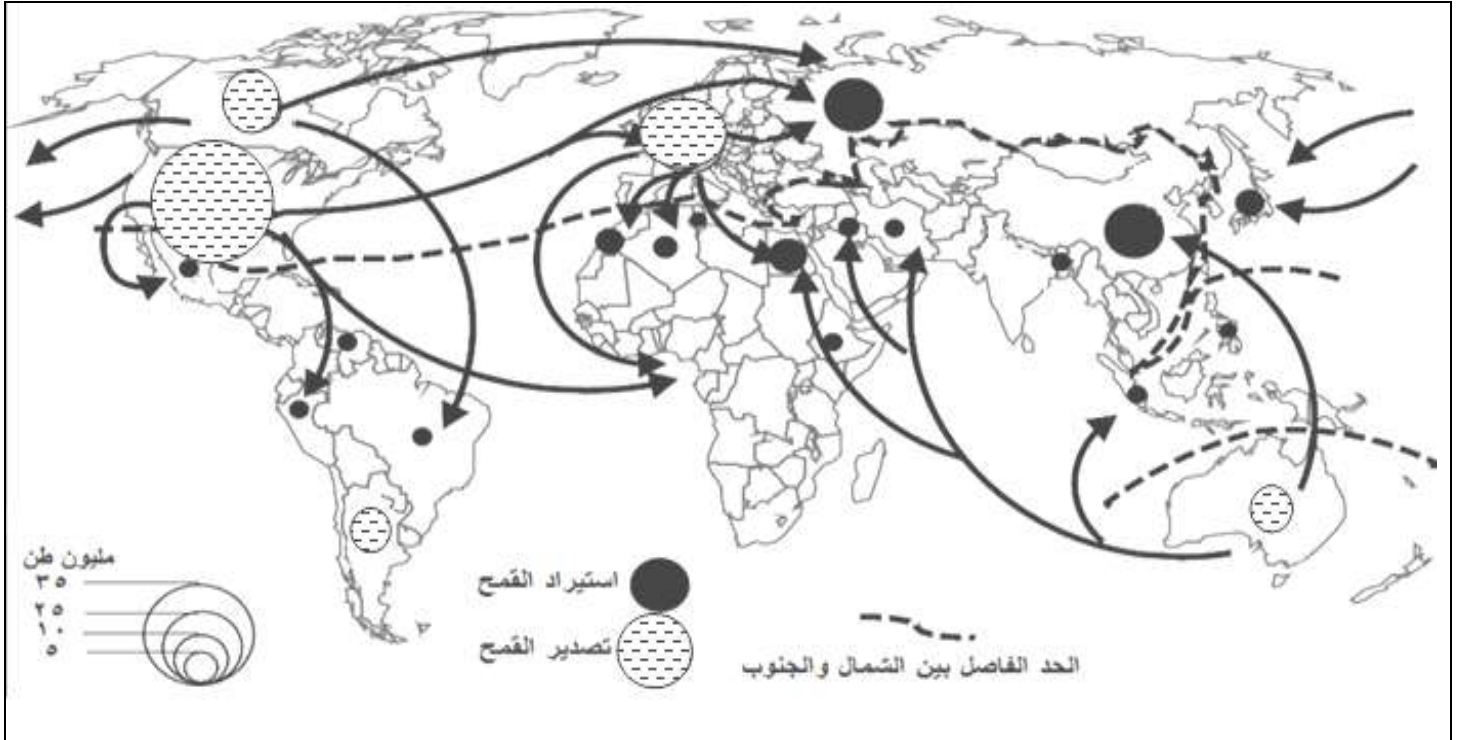 مليون طن
٣٥
٢٥
١٠
٥
استيراد القمح
تصدير القمح
الحد الفاصل بين الشمال والجنوب